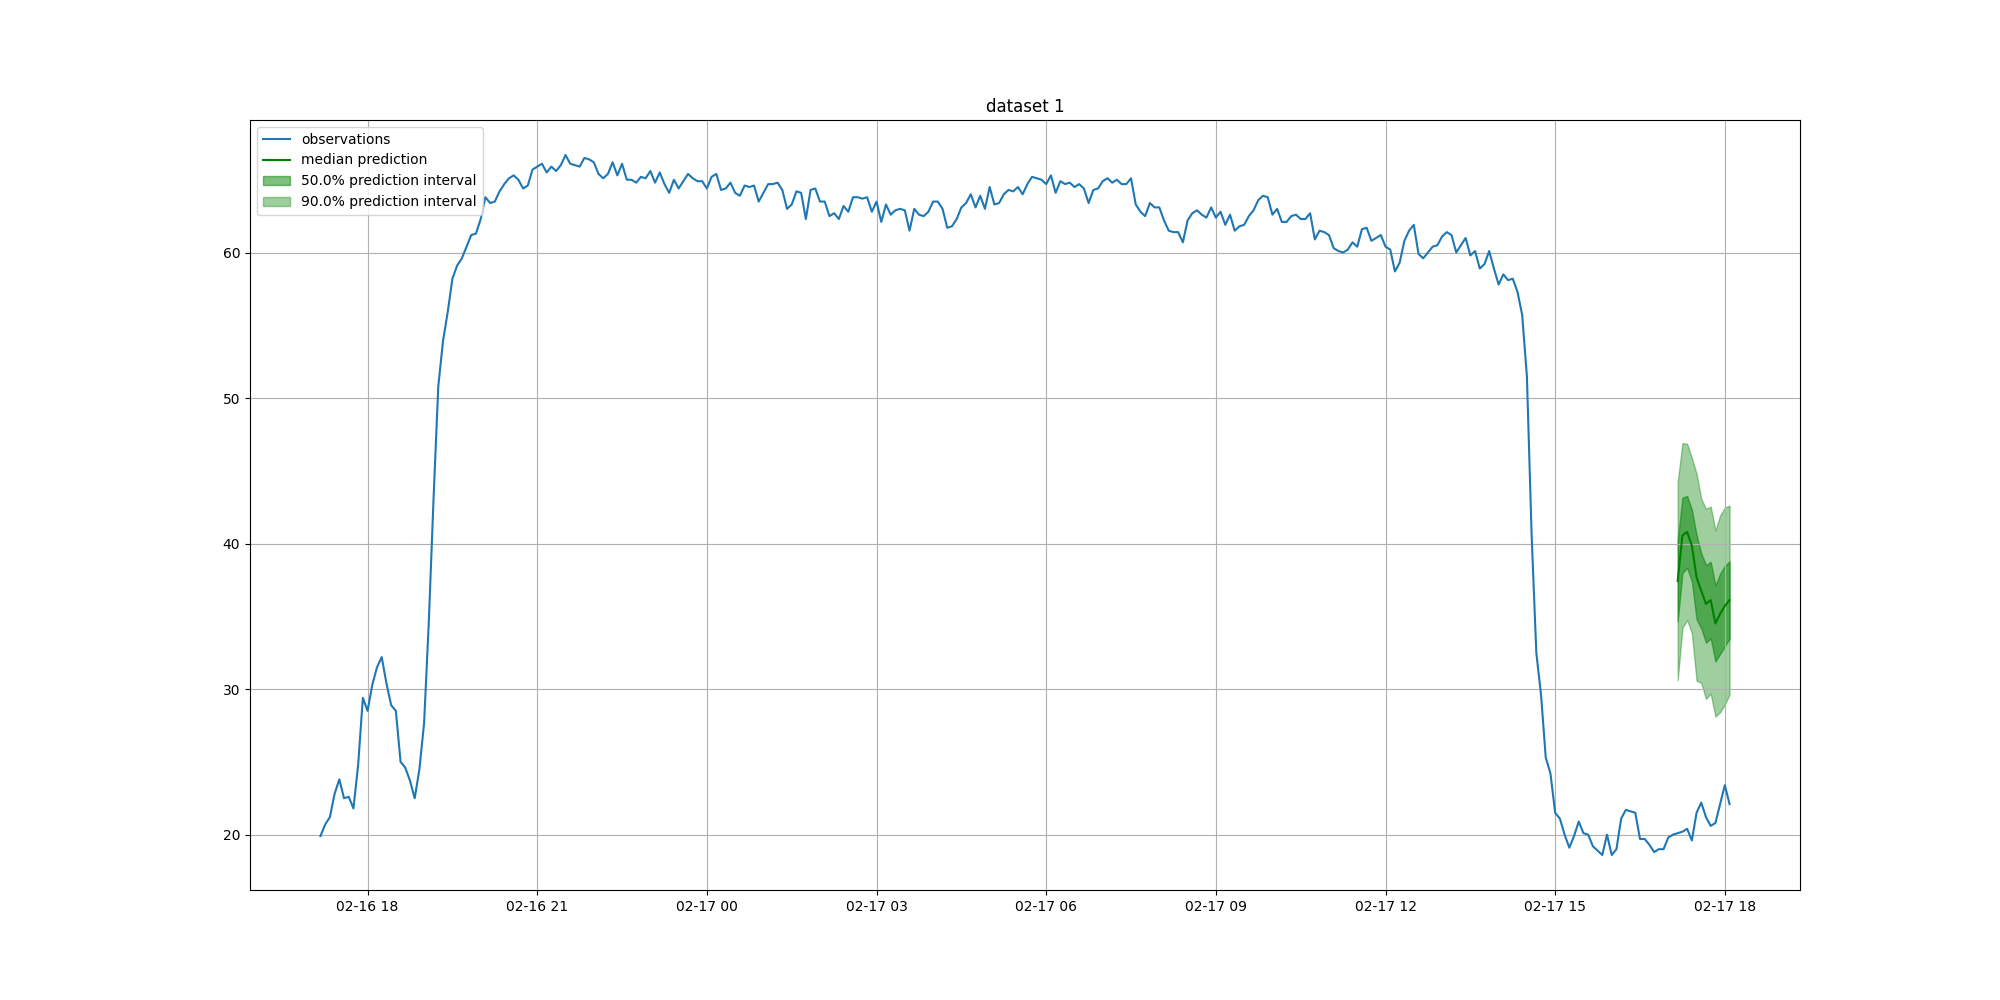 dataset 1
observations
median prediction
50.0% prediction interval
90.0% prediction interval
60
50
40
30
20
02-16 18
02-16 21
02-17 00
02-17 03
02-17 06
02-17 09
02-17 12
02-17 15
02-17 18